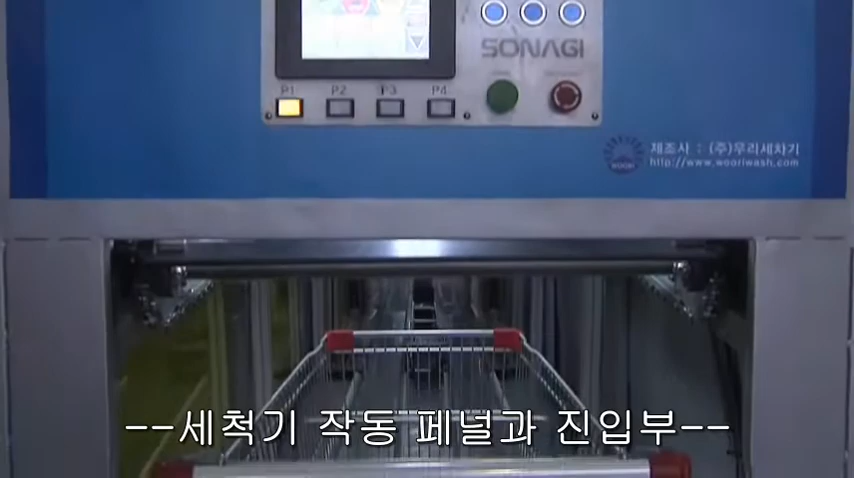 SONAGI
P1 P2 P3 P4
제조사 : (주)우리세차기
http://www.wooriwash.com
--세척기 작동 페널과 진입부--